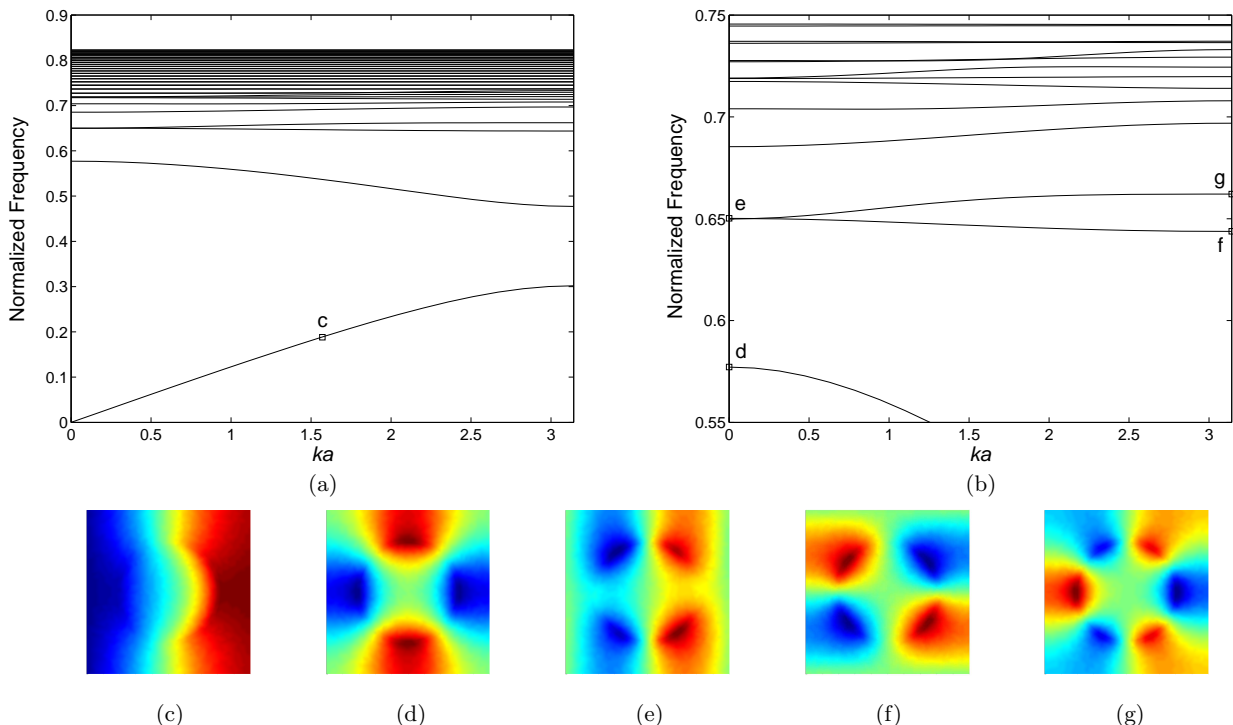 Normalized Frequency
0.9
0.8
0.7
0.6
0.5
0.4
0.3
0.2
0.1
0
c
0 0.5 1 1.5 2 2.5 3
ka
(a)
Normalized Frequency
0.75
0.7
0.65
0.6
0.55
e
g
f
d
0 0.5 1 1.5 2 2.5 3
ka
(b)
(c) (d) (e) (f) (g)